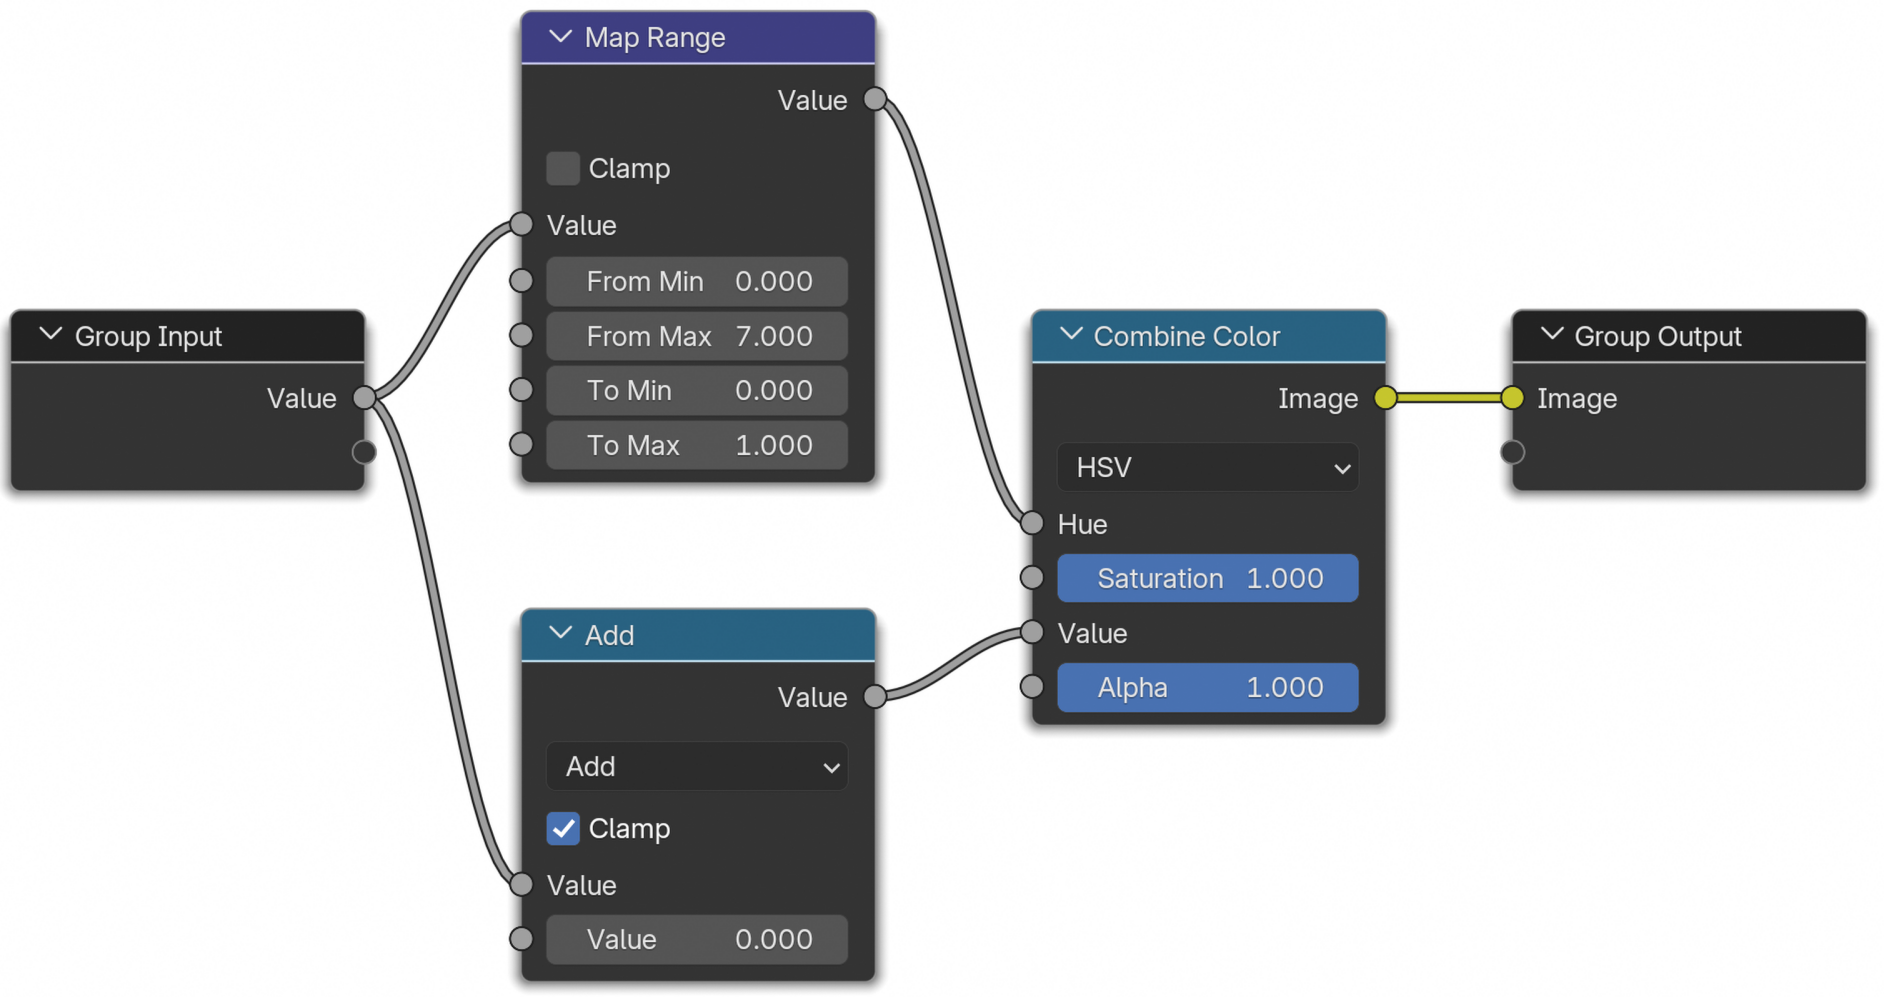 Group Input
Value
Map Range
Value
Clamp
Value
From Min 0.000
From Max 7.000
To Min 0.000
To Max 1.000
Add
Value
Add
Clamp
Value
Value 0.000
Combine Color
Image
HSV
Hue
Saturation 1.000
Value
Alpha 1.000
Group Output
Image